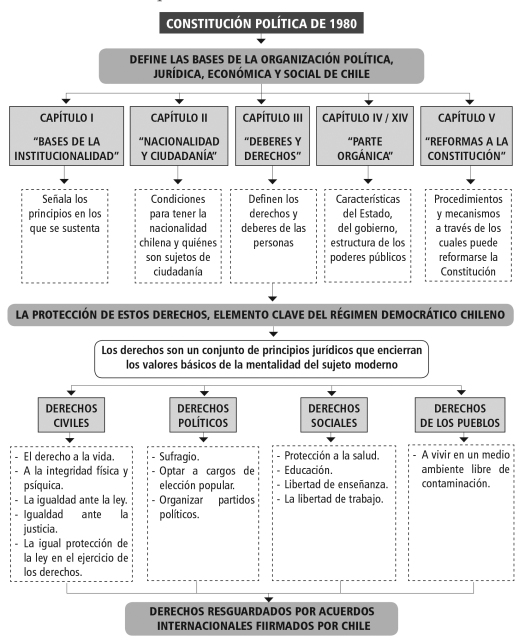 CONSTITUCIÓN POLÍTICA DE 1980
DEFINE LAS BASES DE LA ORGANIZACIÓN POLÍTICA,
JURÍDICA, ECONÓMICA Y SOCIAL DE CHILE
CAPÍTULO I
“BASES DE LA
INSTITUCIONALIDAD”
CAPÍTULO II
“NACIONALIDAD
Y CIUDADANÍA”
CAPÍTULO III
“DEBERES Y
DERECHOS”
CAPÍTULO IV / XIV
“PARTE
ORGÁNICA”
CAPÍTULO V
“REFORMAS A LA
CONSTITUCIÓN”
Señala los
principios en los
que se sustenta
Condiciones
para tener la
nacionalidad
chilena y quiénes
son sujetos de
ciudadanía
Definen los
derechos y
deberes de las
personas
Características
del Estado,
del gobierno,
estructura de los
poderes públicos
Procedimientos
y mecanismos
a través de los
cuales puede
reformarse la
Constitución
LA PROTECCIÓN DE ESTOS DERECHOS, ELEMENTO CLAVE DEL RÉGIMEN DEMOCRÁTICO CHILENO
Los derechos son un conjunto de principios jurídicos que encierran
los valores básicos de la mentalidad del sujeto moderno
DERECHOS
CIVILES
DERECHOS
POLÍTICOS
DERECHOS
SOCIALES
DERECHOS
DE LOS PUEBLOS
- El derecho a la vida.
- A la integridad física y
psíquica.
- La igualdad ante la ley.
- Igualdad ante la
justicia.
- La igual protección de
la ley en el ejercicio de
los derechos.
- Sufragio.
- Optar a cargos de
elección popular.
- Organizar partidos
políticos.
- Protección a la salud.
- Educación.
- Libertad de enseñanza.
- La libertad de trabajo.
- A vivir en un medio
ambiente libre de
contaminación.
DERECHOS RESGUARDADOS POR ACUERDOS
INTERNACIONALES FIIRMADOS POR CHILE